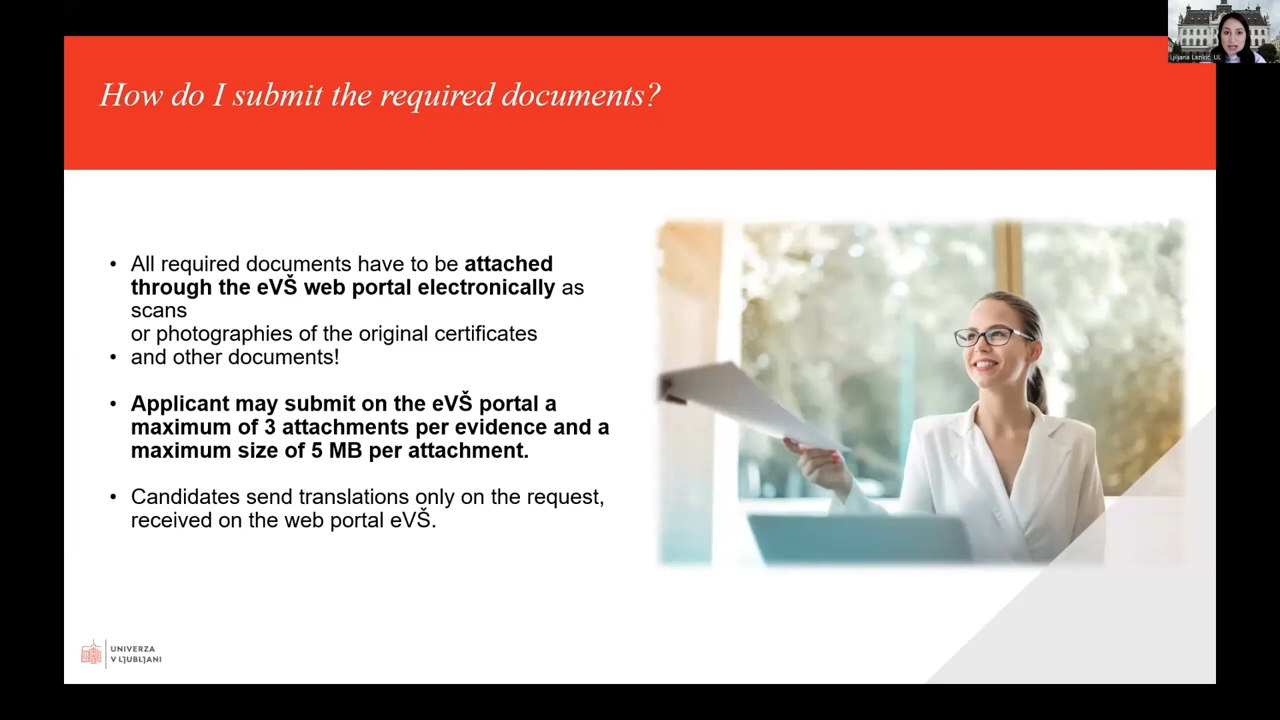 How do I submit the required documents?
• All required documents have to be attached
through the eVŠ web portal electronically as
scans
or photographies of the original certificates
• and other documents!
• Applicant may submit on the eVŠ portal a
maximum of 3 attachments per evidence and a
maximum size of 5 MB per attachment.
• Candidates send translations only on the request,
received on the web portal eVŠ.
UNIVERZA
V LJUBLJANI
Ljiljana Lazikić, UL